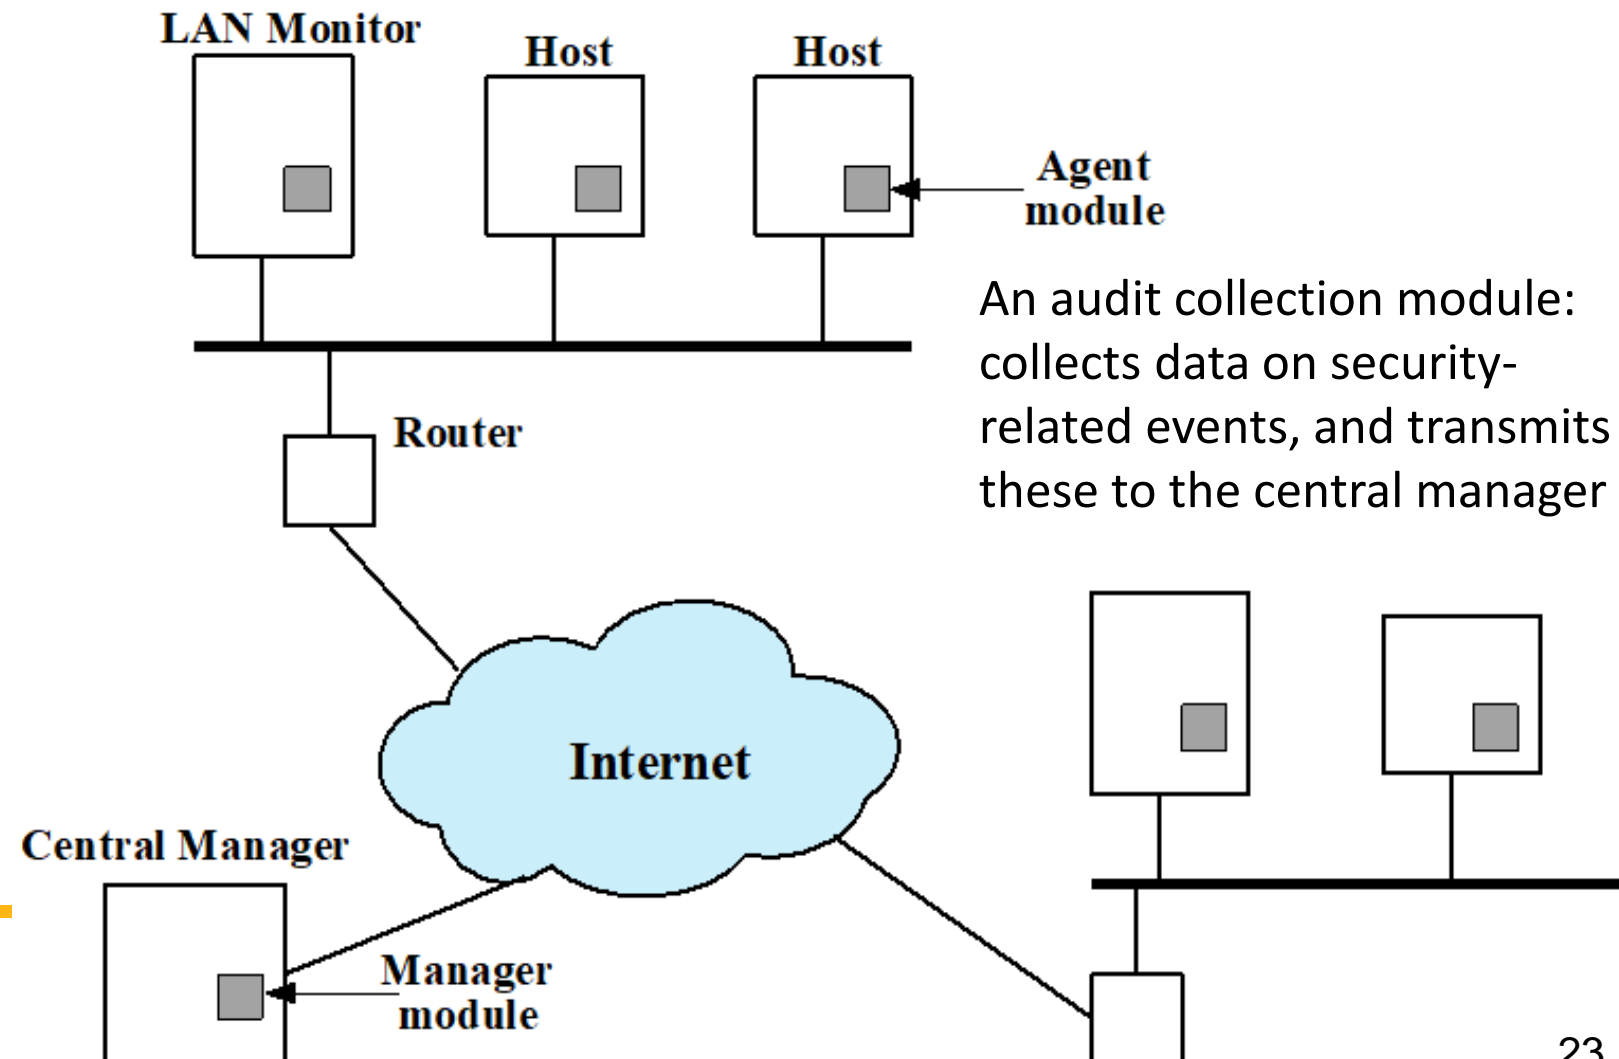 LAN Monitor
Host
Host
Agent
module
An audit collection module:
collects data on security-
related events, and transmits
these to the central manager
Router
Internet
Central Manager
Manager
module
23